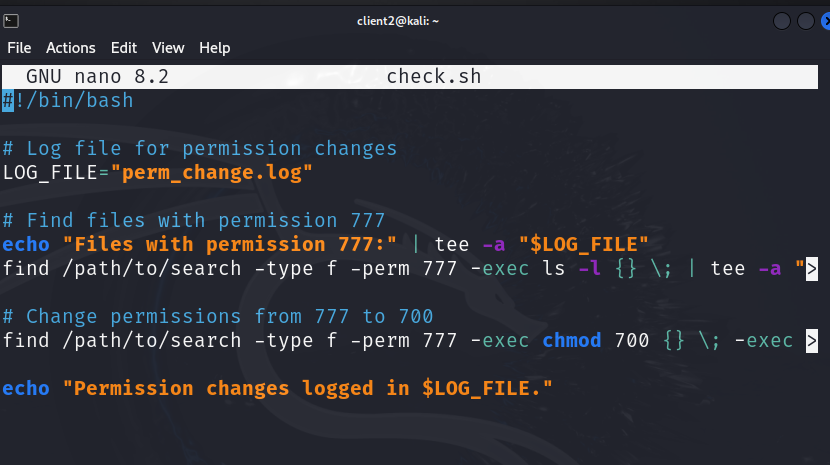 client2@kali: ~
File Actions Edit View Help
GNU nano 8.2 check.sh
#!/bin/bash
# Log file for permission changes
LOG_FILE="perm_change.log"
# Find files with permission 777
echo "Files with permission 777:" | tee -a "$LOG_FILE"
find /path/to/search -type f -perm 777 -exec ls -l {} \; | tee -a ">
# Change permissions from 777 to 700
find /path/to/search -type f -perm 777 -exec chmod 700 {} \; -exec >
echo "Permission changes logged in $LOG_FILE."